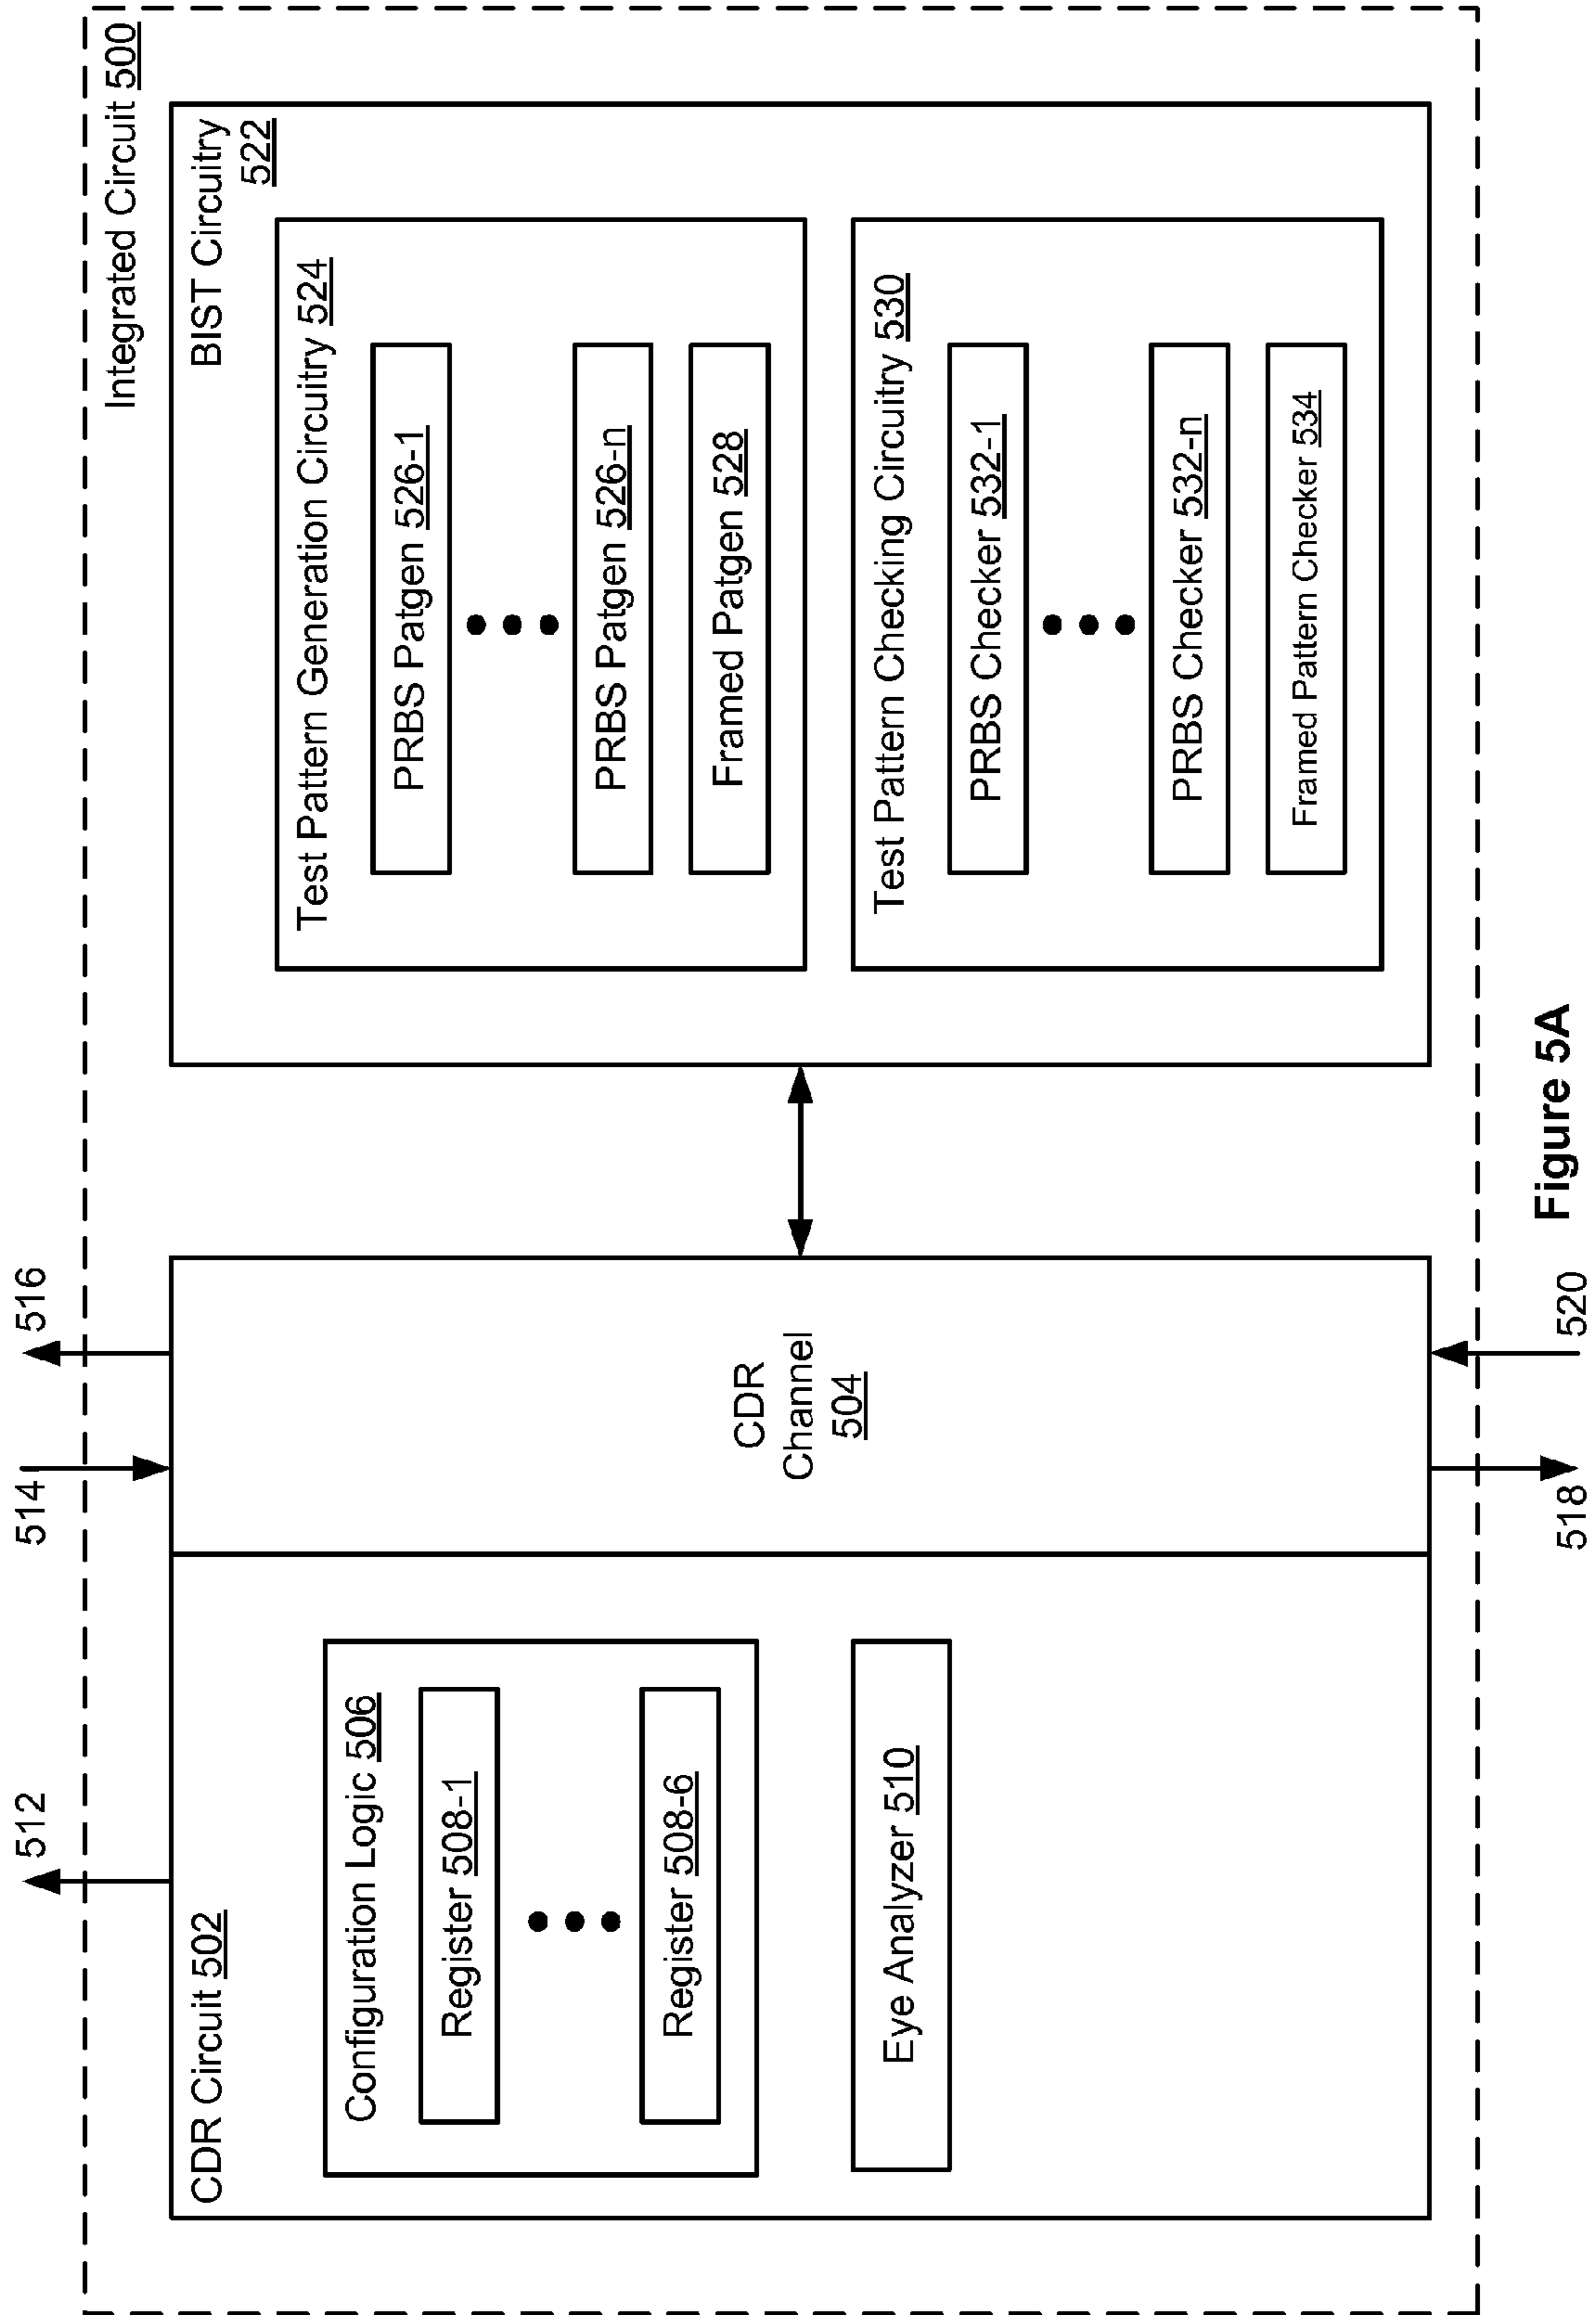 Integrated Circuit 500
512
514
516
CDR Circuit 502
Configuration Logic 506
Register 508-1
Register 508-6
Eye Analyzer 510
CDR
Channel
504
BIST Circuitry
522
Test Pattern Generation Circuitry 524
PRBS Patgen 526-1
PRBS Patgen 526-n
Framed Patgen 528
Test Pattern Checking Circuitry 530
PRBS Checker 532-1
PRBS Checker 532-n
Framed Pattern Checker 534
518
520
Figure 5A